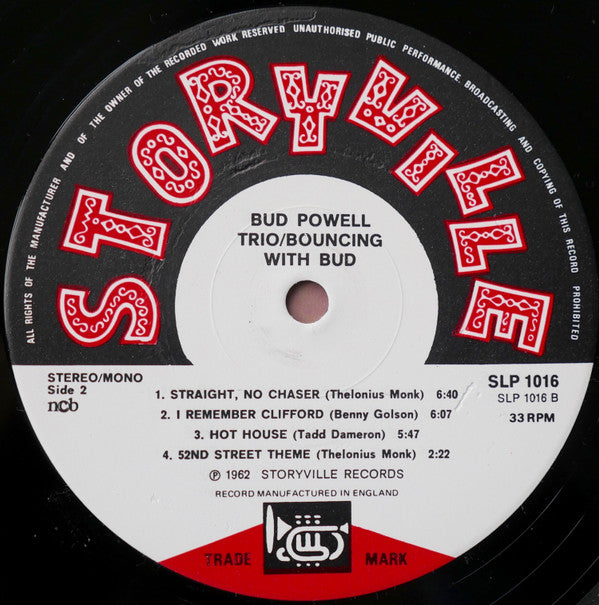 ALL RIGHTS OF THE MANUFACTURER AND OF THE OWNER OF THE RECORDED WORK RESERVED UNAUTHORISED PUBLIC PERFORMANCE. BROADCASTING AND COPYING OF THIS RECORD PROHIBITED
STORYVILLE
BUD POWELL
TRIO/BOUNCING
WITH BUD
STEREO/MONO
Side 2
ncb
SLP 1016
SLP 1016 B
33 RPM
1. STRAIGHT, NO CHASER (Thelonius Monk) 6:40
2. I REMEMBER CLIFFORD (Benny Golson) 6:07
3. HOT HOUSE (Tadd Dameron) 5:47
4. 52ND STREET THEME (Thelonius Monk) 2:22
℗ 1962 STORYVILLE RECORDS
RECORD MANUFACTURED IN ENGLAND
TRADE MARK